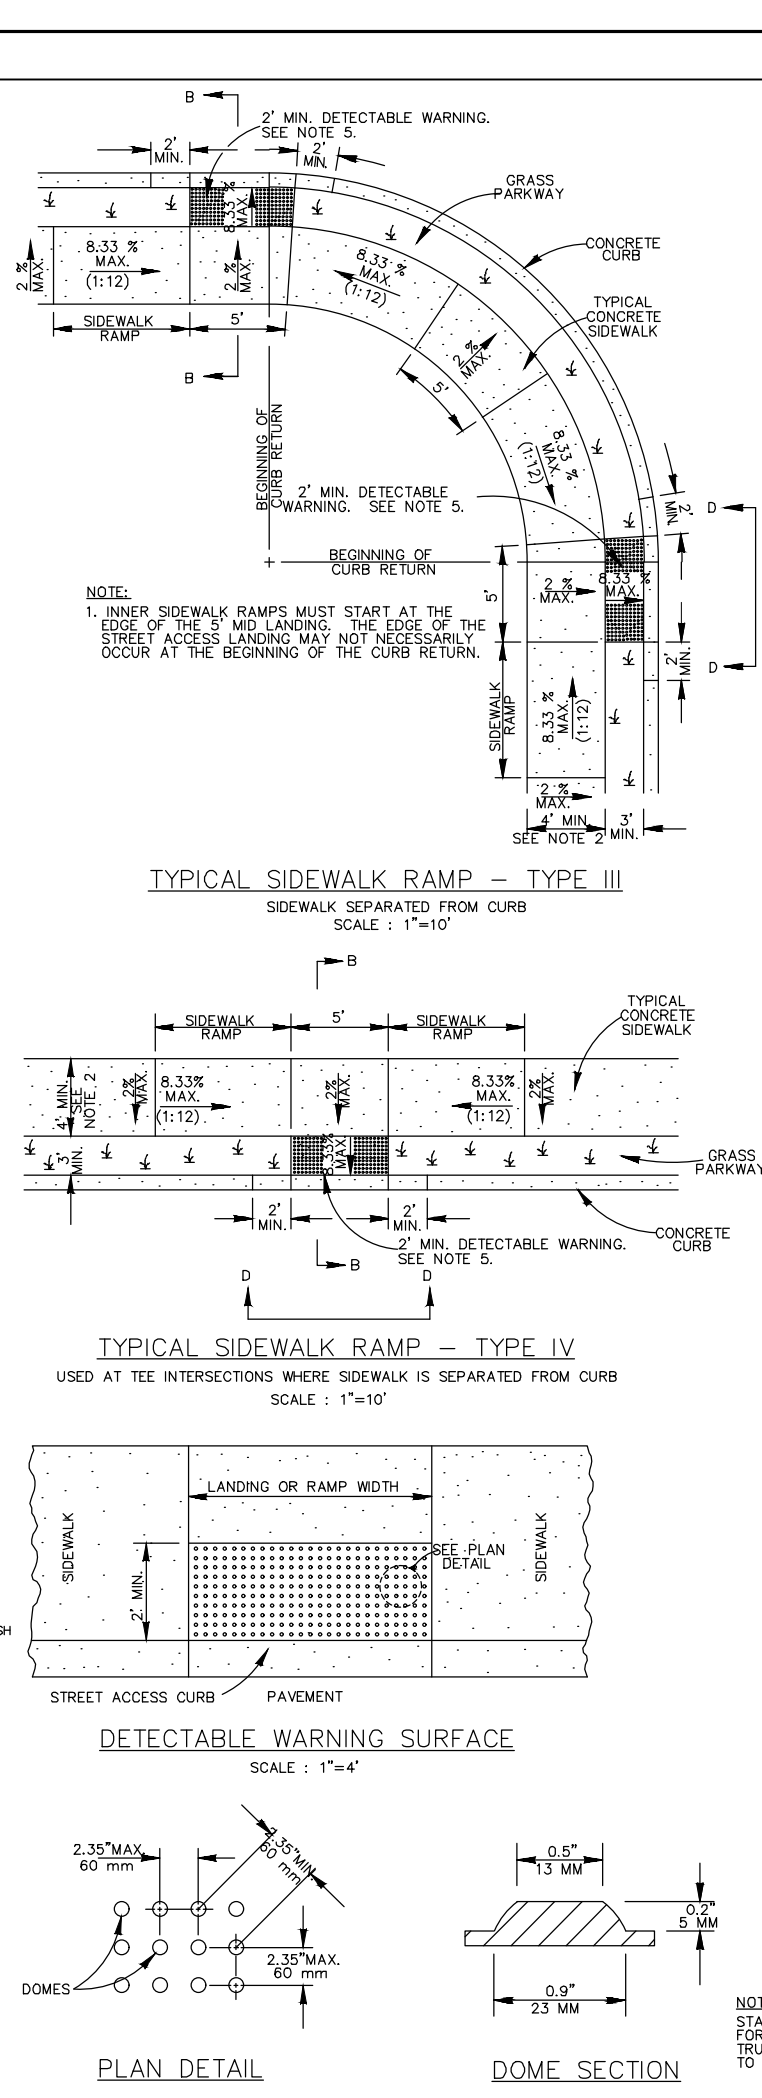 B
2' MIN. DETECTABLE WARNING.
SEE NOTE 5.
2'
MIN.
2'
MIN.
GRASS
PARKWAY
CONCRETE
CURB
8.33 %
MAX.
8.33 %
MAX.
(1:12)
2 %
MAX.
2 %
MAX.
8.33 %
MAX.
(1:12)
TYPICAL
CONCRETE
SIDEWALK
SIDEWALK
RAMP
5'
B
2 %
MAX.
5'
BEGINNING OF
CURB RETURN
8.33 %
MAX.
(1:12)
2' MIN. DETECTABLE
WARNING. SEE NOTE 5.
2'
MIN.
D
BEGINNING OF
CURB RETURN
8.33 %
MAX.
2 %
MAX.
5'
NOTE:
1. INNER SIDEWALK RAMPS MUST START AT THE
EDGE OF THE 5' MID LANDING. THE EDGE OF THE
STREET ACCESS LANDING MAY NOT NECESSARILY
OCCUR AT THE BEGINNING OF THE CURB RETURN.
2'
MIN.
D
SIDEWALK
RAMP
8.33 %
MAX.
(1:12)
2 %
MAX.
4' MIN.
SEE NOTE 2
3'
MIN.
TYPICAL SIDEWALK RAMP – TYPE III
SIDEWALK SEPARATED FROM CURB
SCALE : 1"=10'
B
SIDEWALK
RAMP
5'
SIDEWALK
RAMP
TYPICAL
CONCRETE
SIDEWALK
4' MIN.
SEE
NOTE 2
2%
MAX.
8.33%
MAX.
(1:12)
2%
MAX.
8.33%
MAX.
(1:12)
2%
MAX.
3'
MIN.
8.33%
MAX.
GRASS
PARKWAY
2'
MIN.
2'
MIN.
CONCRETE
CURB
2' MIN. DETECTABLE WARNING.
SEE NOTE 5.
B
D
D
TYPICAL SIDEWALK RAMP – TYPE IV
USED AT TEE INTERSECTIONS WHERE SIDEWALK IS SEPARATED FROM CURB
SCALE : 1"=10'
LANDING OR RAMP WIDTH
SIDEWALK
2' MIN.
SEE PLAN
DETAIL
SIDEWALK
SH
STREET ACCESS CURB
PAVEMENT
DETECTABLE WARNING SURFACE
SCALE : 1"=4'
2.35"MAX.
60 mm
2.35"MIN.
60 mm
2.35"MAX.
60 mm
DOMES
PLAN DETAIL
0.5"
13 MM
0.2"
5 MM
0.9"
23 MM
DOME SECTION
NOT
STA
FOR
TRU
TO